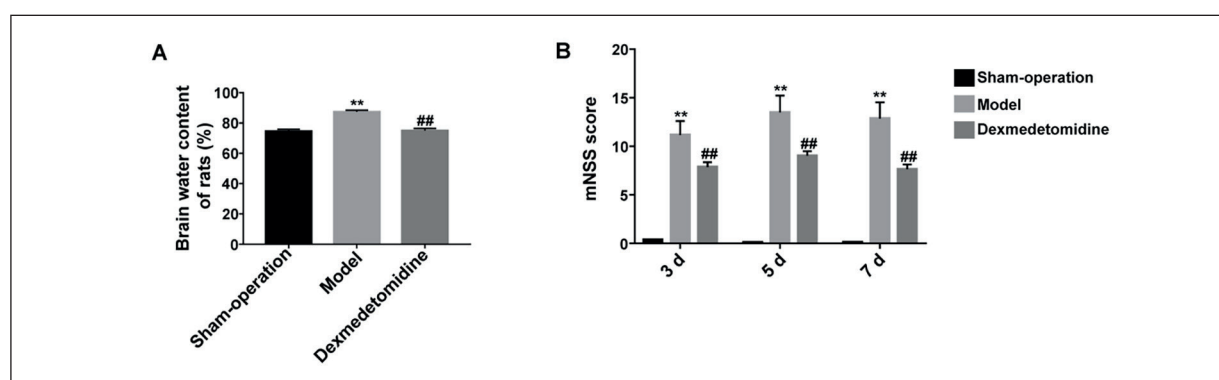 A
Brain water content
of rats (%)
100
80
60
40
20
0
**
##
Sham-operation
Model
Dexmedetomidine
B
mNSS score
20
15
10
5
0
**
##
**
##
**
##
3 d
5 d
7 d
Sham-operation
Model
Dexmedetomidine